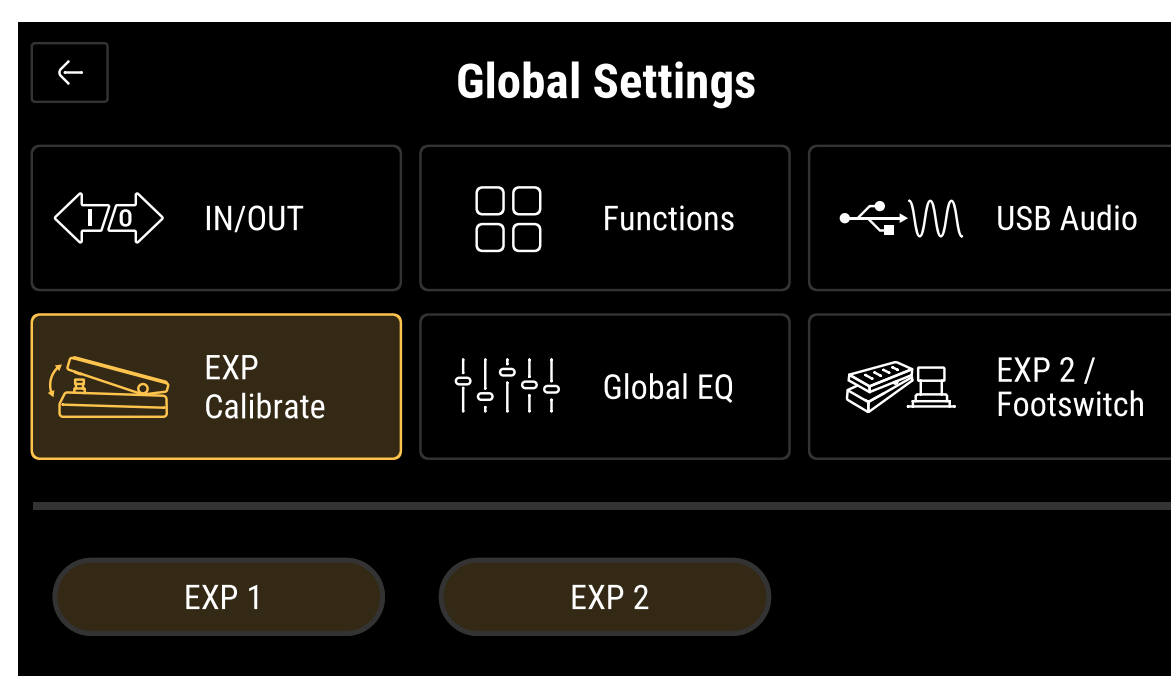 Global Settings
I/O
IN/OUT
Functions
USB Audio
EXP
Calibrate
Global EQ
EXP 2 /
Footswitch
EXP 1
EXP 2